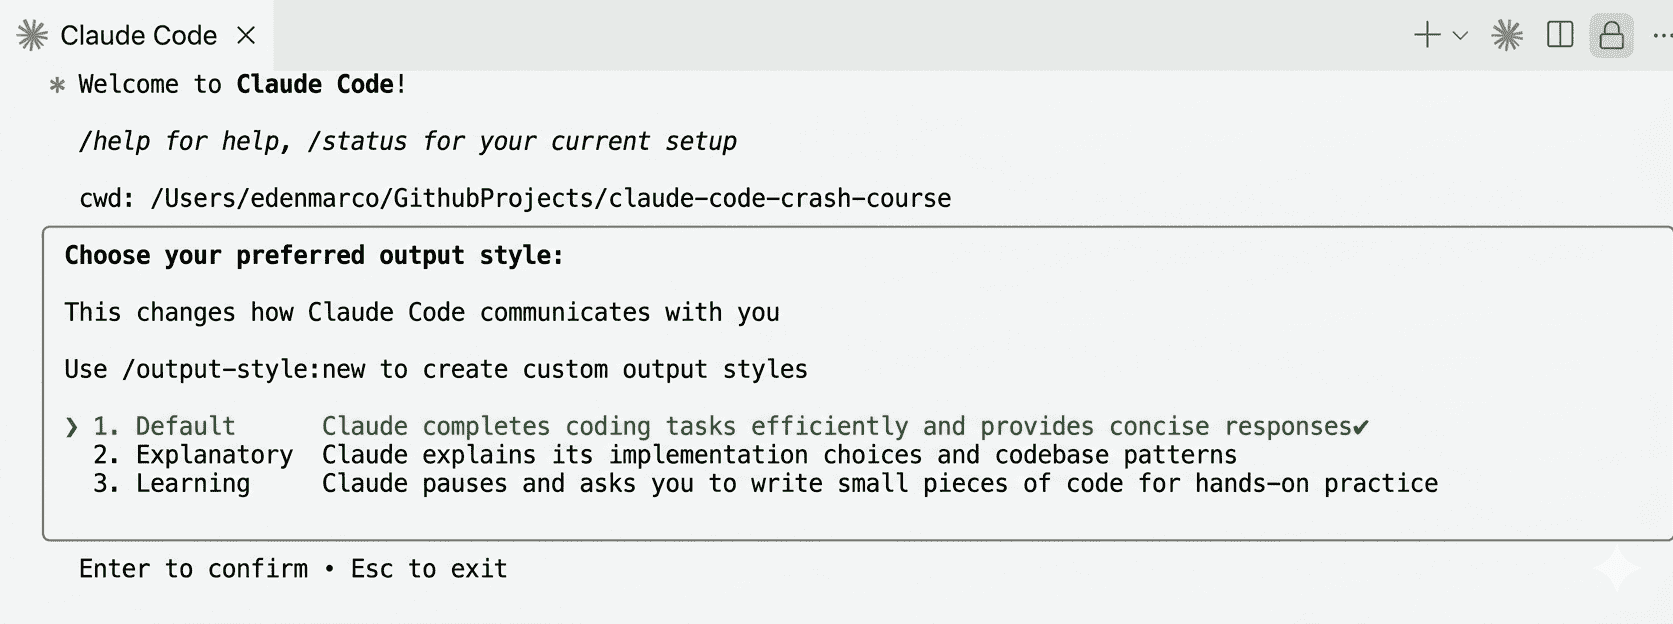 Claude Code
* Welcome to Claude Code!
/help for help, /status for your current setup
cwd: /Users/edenmarco/GithubProjects/claude-code-crash-course
Choose your preferred output style:
This changes how Claude Code communicates with you
Use /output-style:new to create custom output styles
❯ 1. Default Claude completes coding tasks efficiently and provides concise responses✔
2. Explanatory Claude explains its implementation choices and codebase patterns
3. Learning Claude pauses and asks you to write small pieces of code for hands-on practice
Enter to confirm • Esc to exit